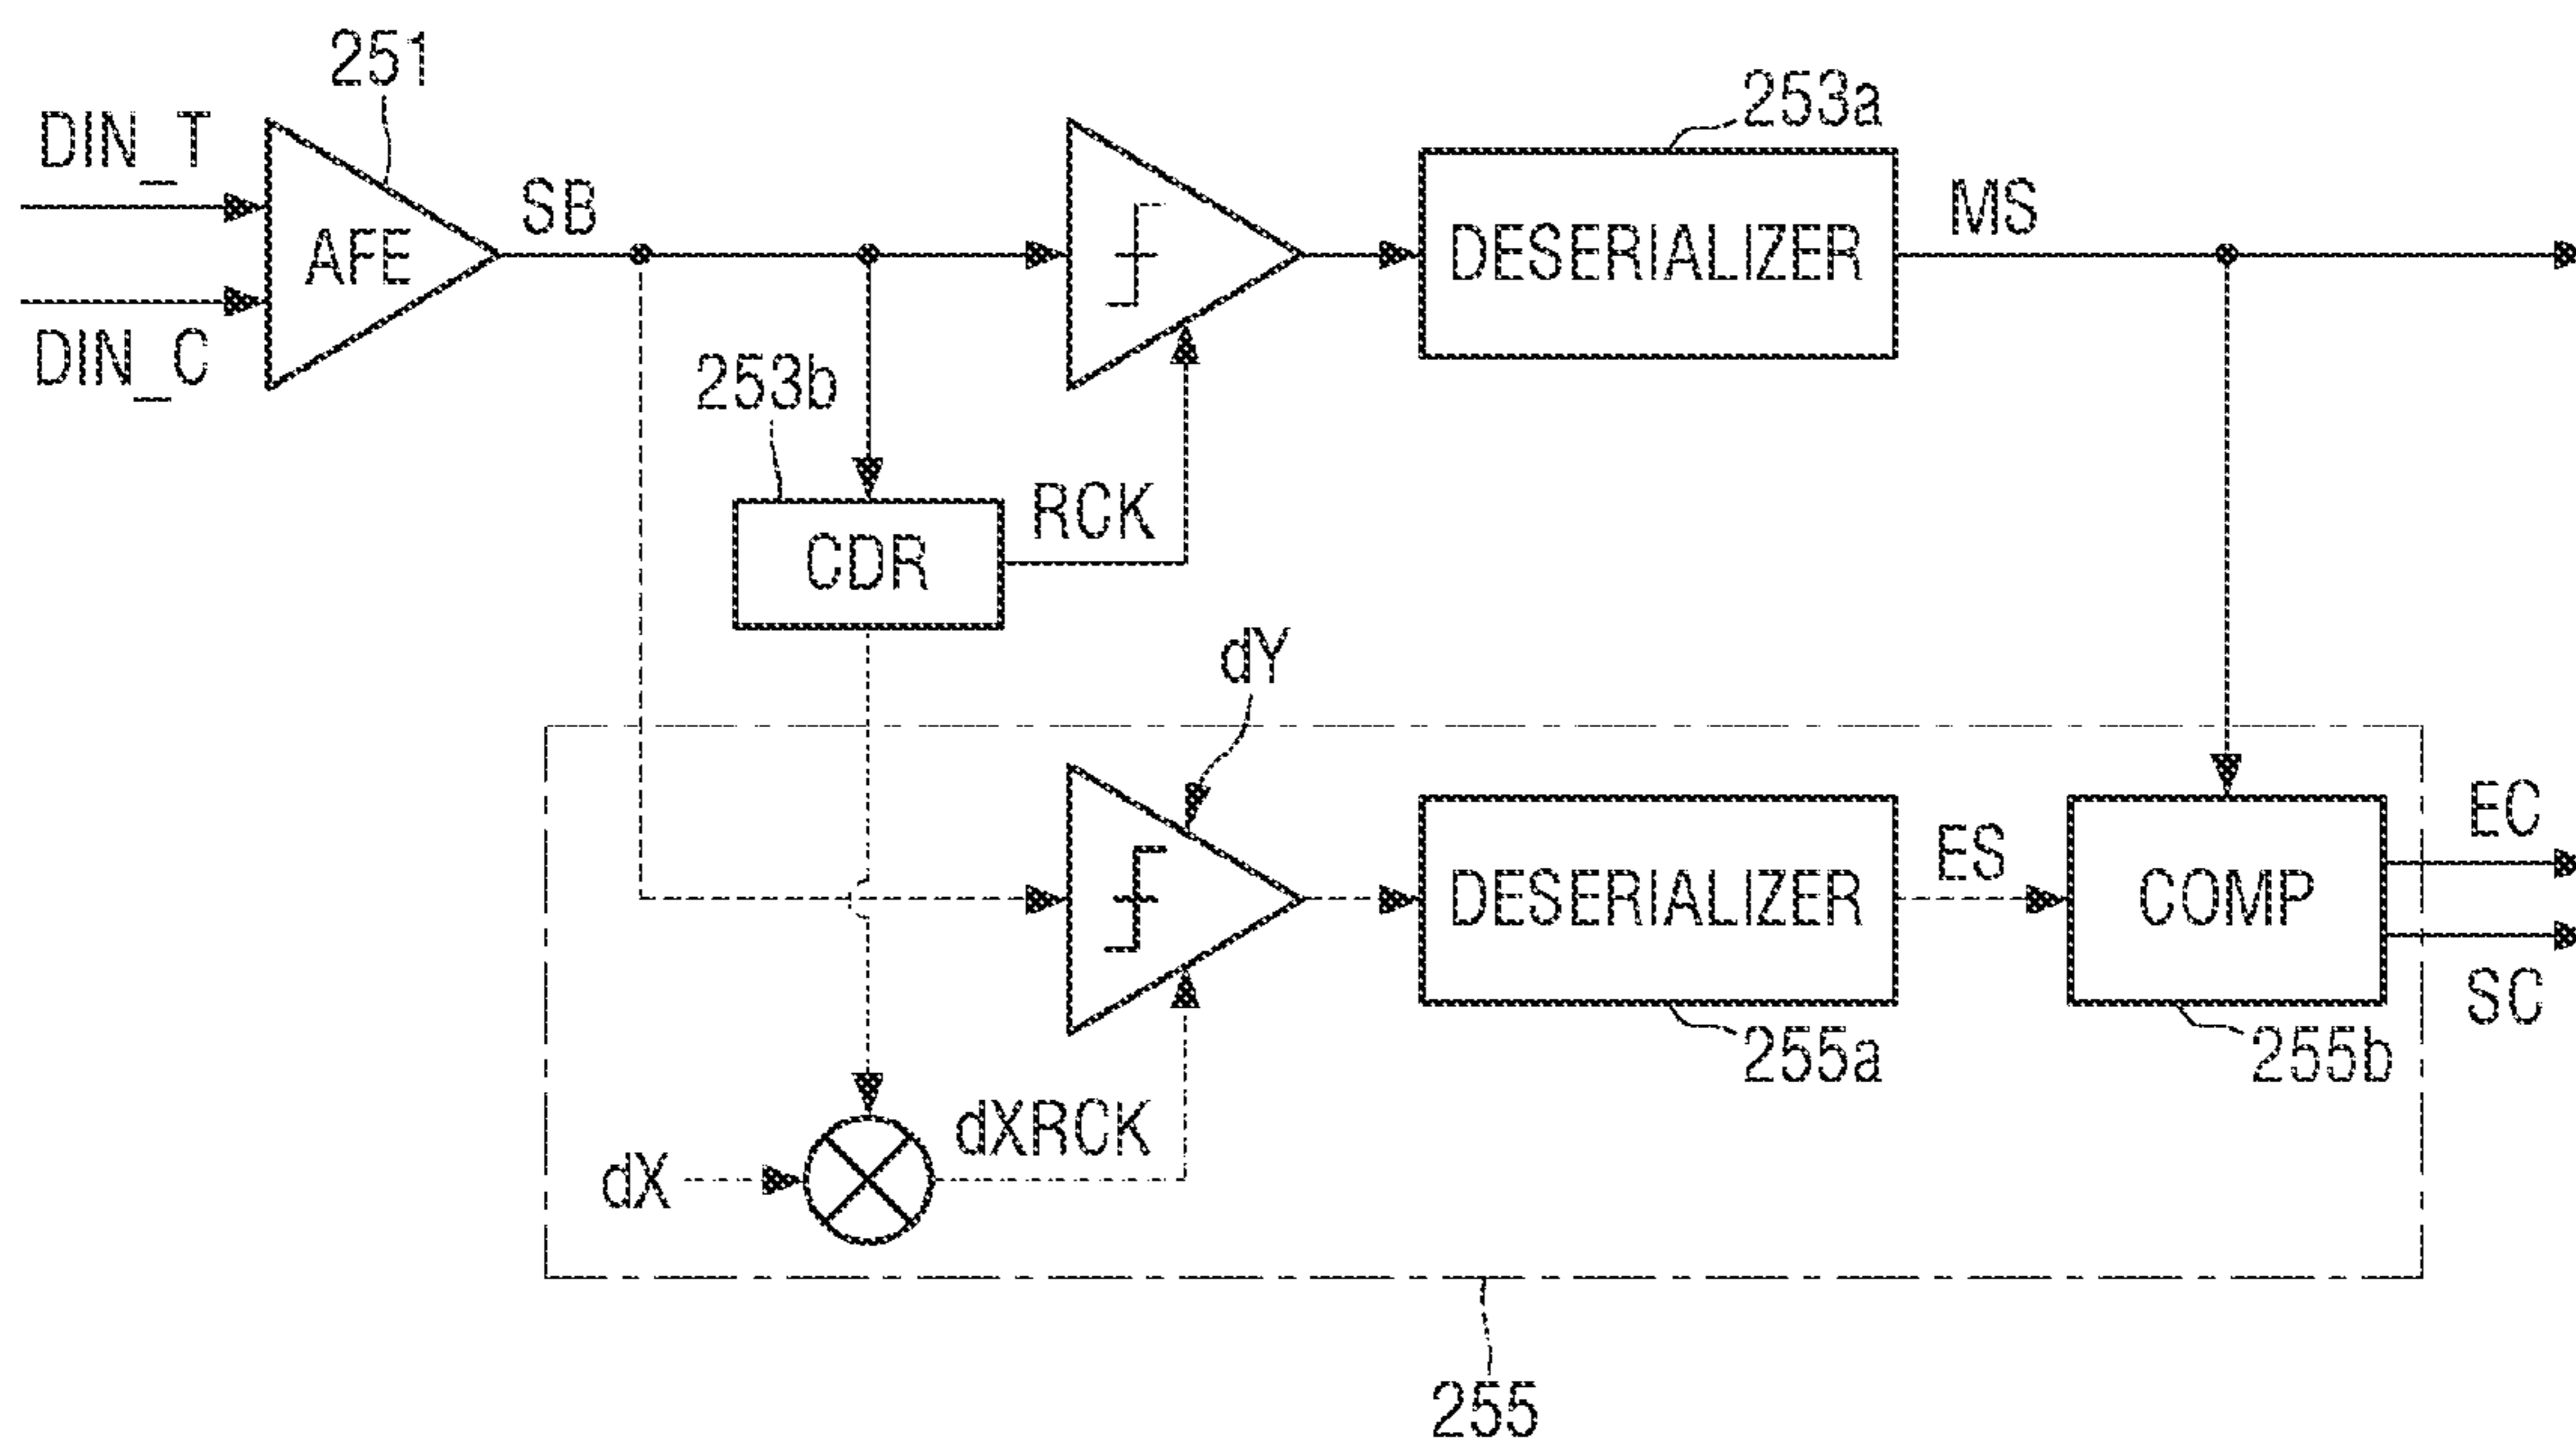 251
253a
DIN_T
AFE
SB
DESERIALIZER
MS
DIN_C
253b
RCK
CDR
dY
DESERIALIZER
ES
COMP
EC
SC
255a
255b
dX
dXRCK
255